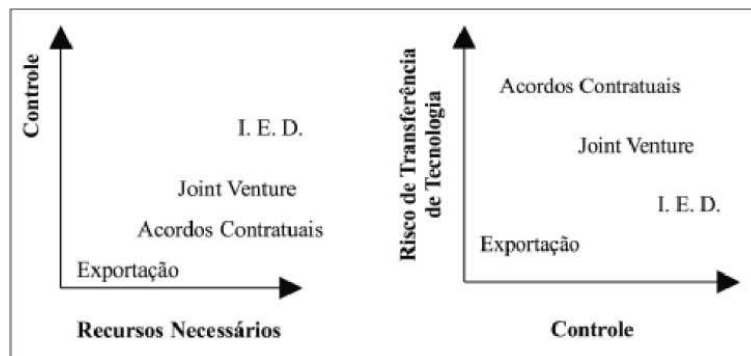 Controle
I. E. D.
Joint Venture
Acordos Contratuais
Exportação
Recursos Necessários
Risco de Transferência
de Tecnologia
Acordos Contratuais
Joint Venture
I. E. D.
Exportação
Controle